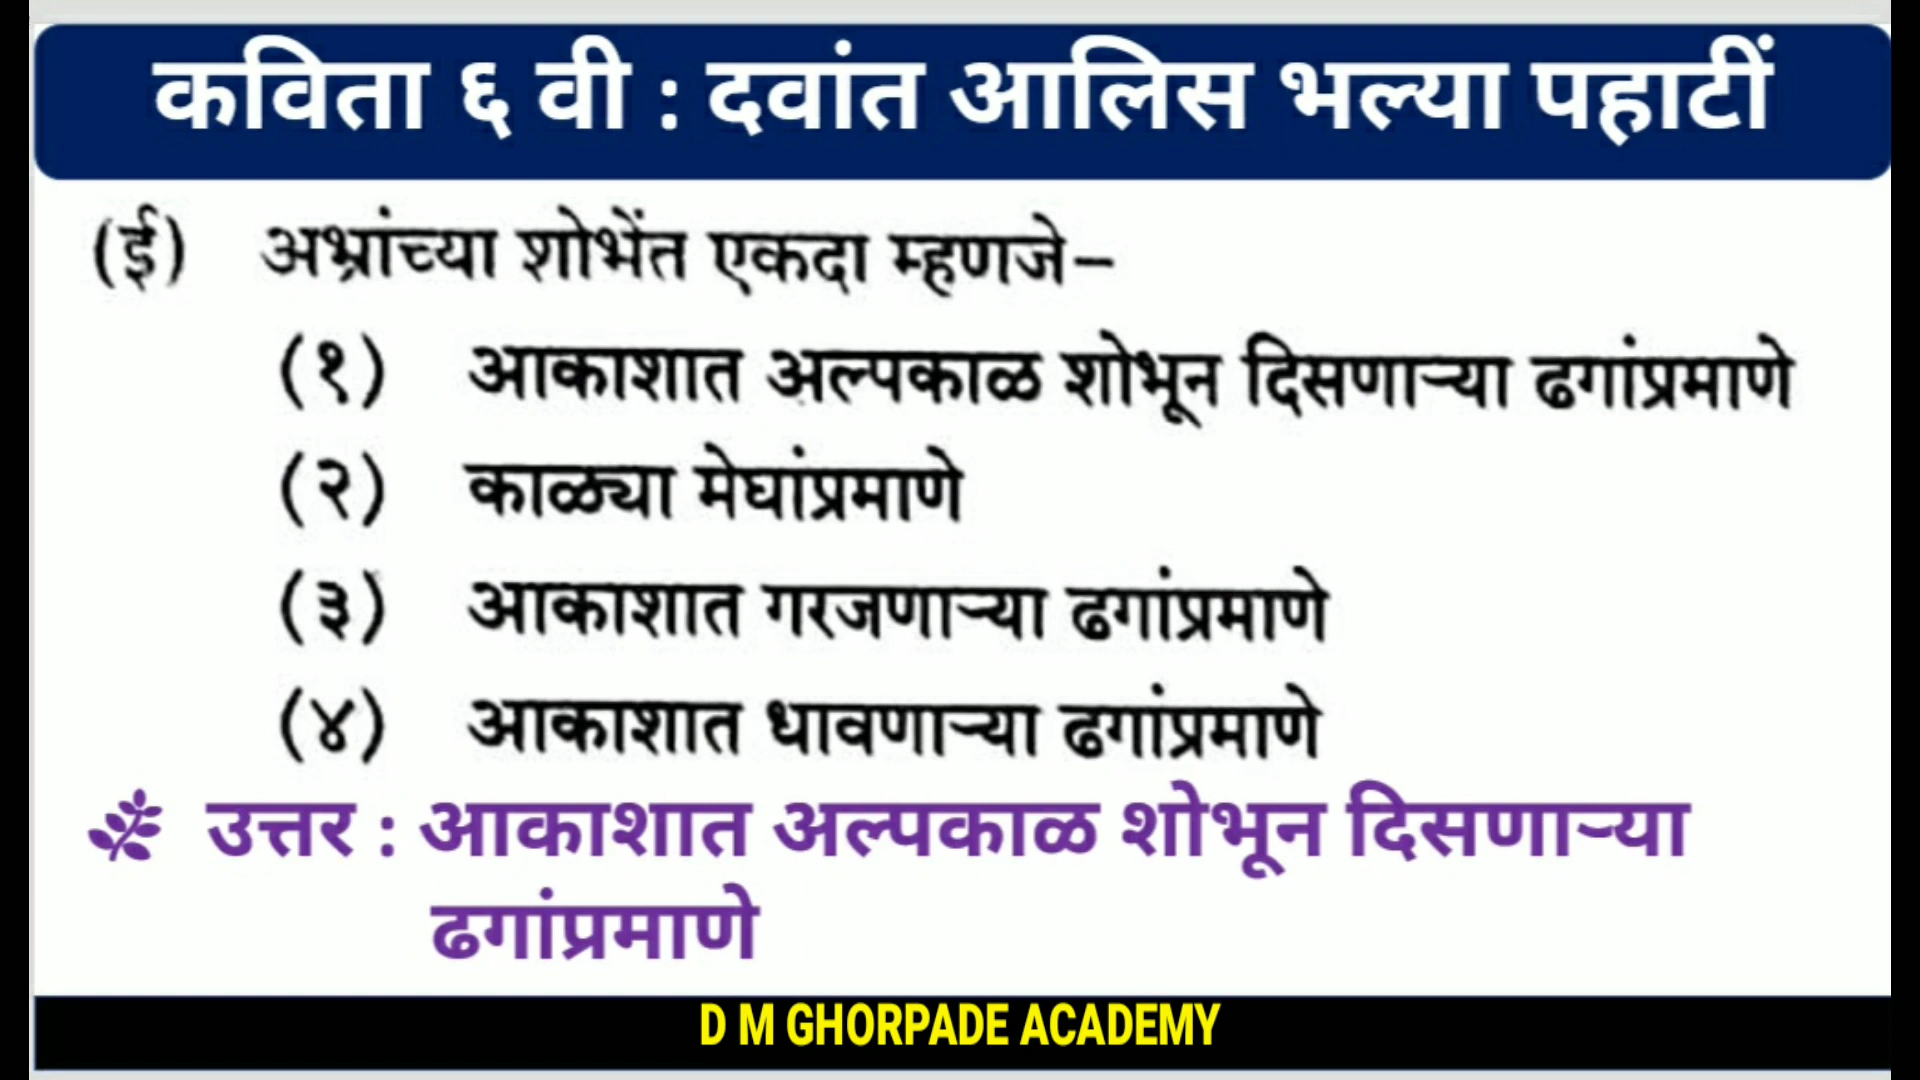 कविता ६ वी : दवांत आलिस भल्या पहाटीं
(ई) अभ्रांच्या शोभेंत एकदा म्हणजे–
(१) आकाशात अल्पकाळ शोभून दिसणाऱ्या ढगांप्रमाणे
(२) काळ्या मेघांप्रमाणे
(३) आकाशात गरजणाऱ्या ढगांप्रमाणे
(४) आकाशात धावणाऱ्या ढगांप्रमाणे
उत्तर : आकाशात अल्पकाळ शोभून दिसणाऱ्या
ढगांप्रमाणे
D M GHORPADE ACADEMY